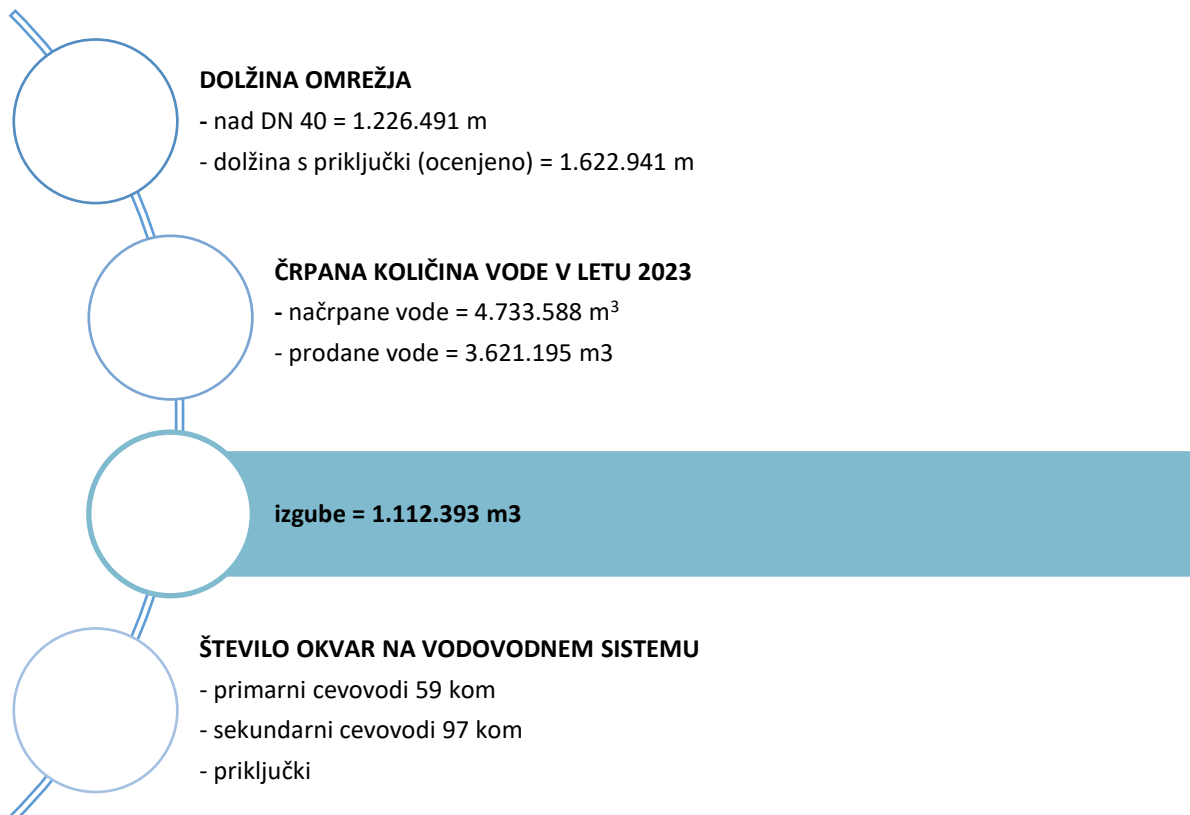 DOLŽINA OMREŽJA
- nad DN 40 = 1.226.491 m
- dolžina s priključki (ocenjeno) = 1.622.941 m
ČRPANA KOLIČINA VODE V LETU 2023
- načrpane vode = 4.733.588 m³
- prodane vode = 3.621.195 m3
izgube = 1.112.393 m3
ŠTEVILO OKVAR NA VODOVODNEM SISTEMU
- primarni cevovodi 59 kom
- sekundarni cevovodi 97 kom
- priključki